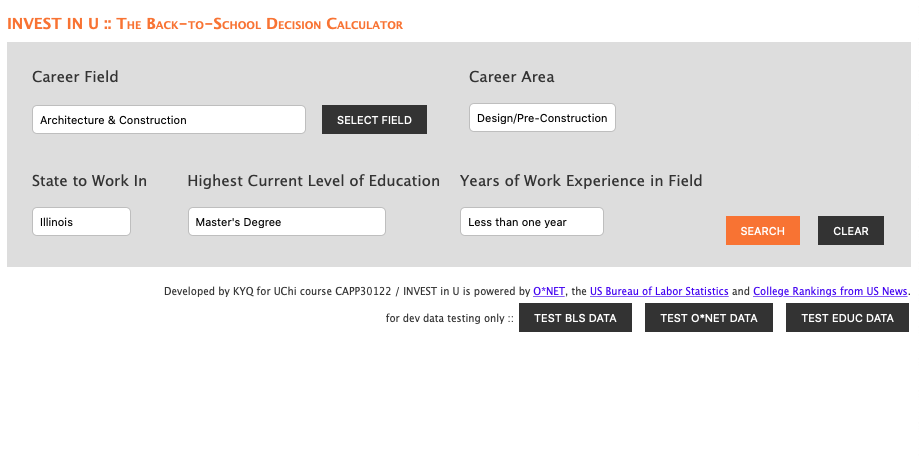 INVEST IN U :: The Back-to-School Decision Calculator
Career Field
Career Area
Architecture & Construction
SELECT FIELD
Design/Pre-Construction
State to Work In
Highest Current Level of Education
Years of Work Experience in Field
Illinois
Master's Degree
Less than one year
SEARCH
CLEAR
Developed by KYQ for UChi course CAPP30122 / INVEST in U is powered by O*NET, the US Bureau of Labor Statistics and College Rankings from US News.
for dev data testing only ::
TEST BLS DATA
TEST O*NET DATA
TEST EDUC DATA